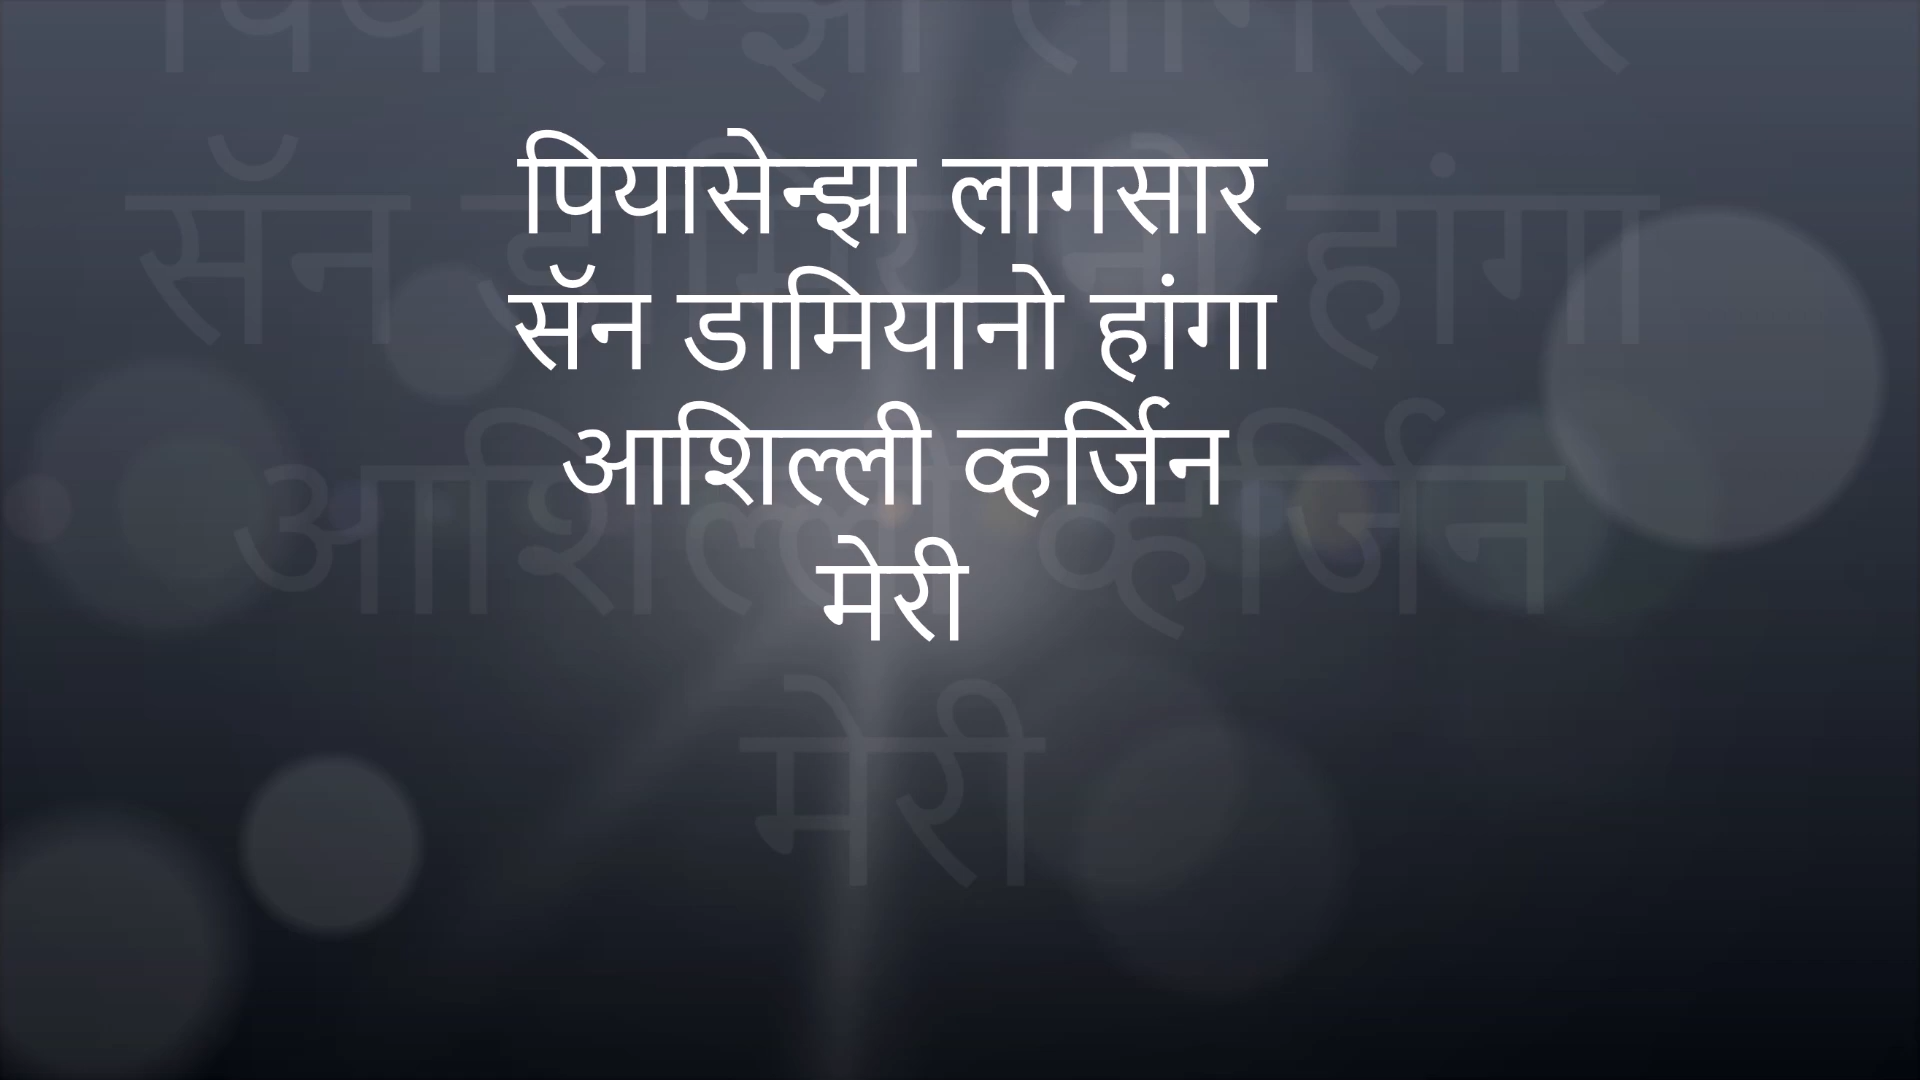 पियासेन्झा लागसार
सॅन डामियानो हांगा
आशिल्ली व्हर्जिन
मेरी